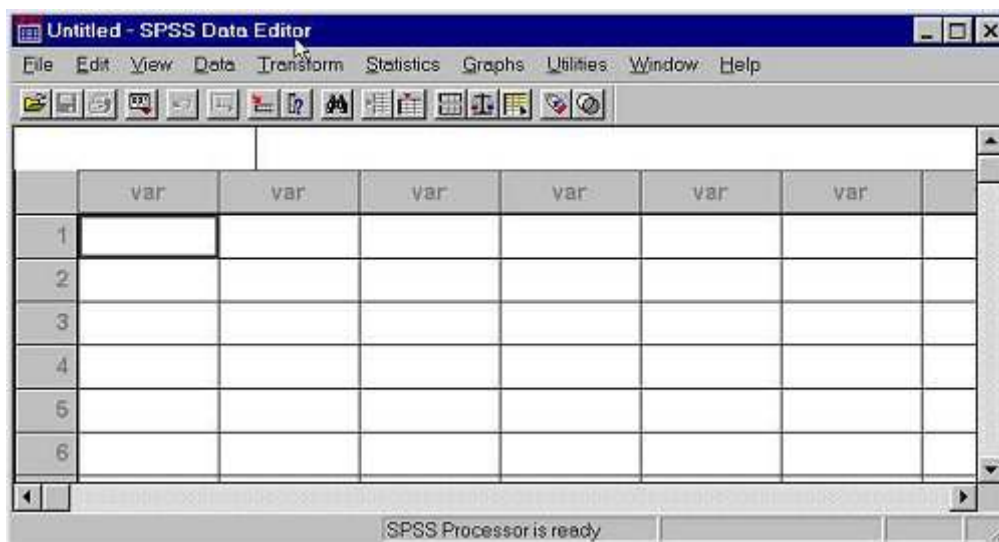 Untitled - SPSS Data Editor
File Edit View Data Transform Statistics Graphs Utilities Window Help
var var var var var var
1
2
3
4
5
6
SPSS Processor is ready